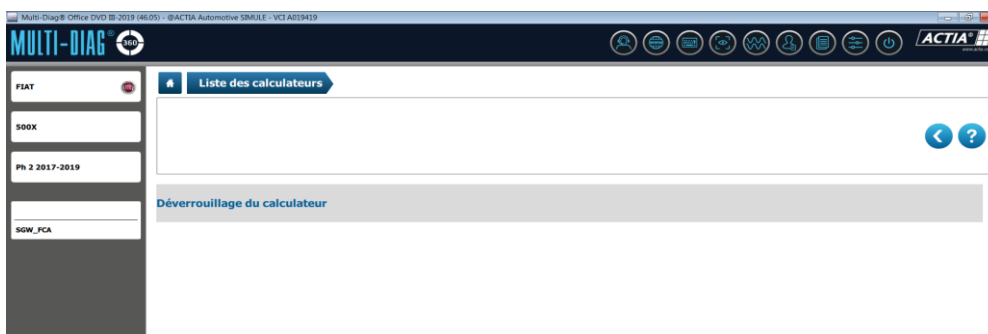 Multi-Diag® Office DVD III-2019 (46.05) - @ACTIA Automotive SIMULE - VCI A019419
MULTI-DIAG® 360
ACTIA®
FIAT
Liste des calculateurs
500X
?
Ph 2 2017-2019
Déverrouillage du calculateur
SGW_FCA